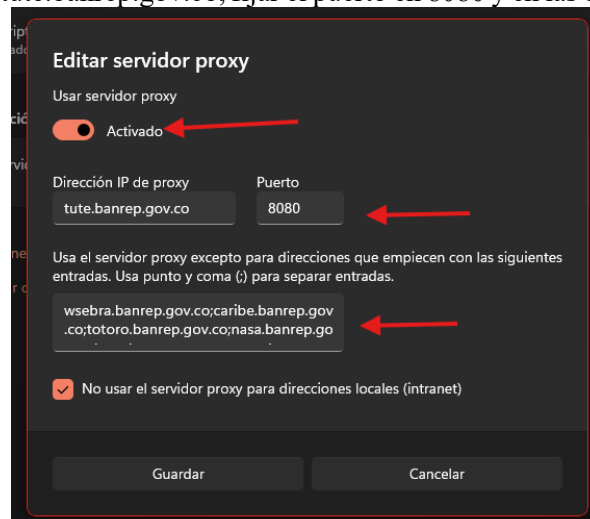 Editar servidor proxy
Usar servidor proxy
Activado
Dirección IP de proxy Puerto
tute.banrep.gov.co 8080
Usa el servidor proxy excepto para direcciones que empiecen con las siguientes
entradas. Usa punto y coma (;) para separar entradas.
wsebra.banrep.gov.co;caribe.banrep.gov
.co;totoro.banrep.gov.co;nasa.banrep.go
No usar el servidor proxy para direcciones locales (intranet)
Guardar Cancelar